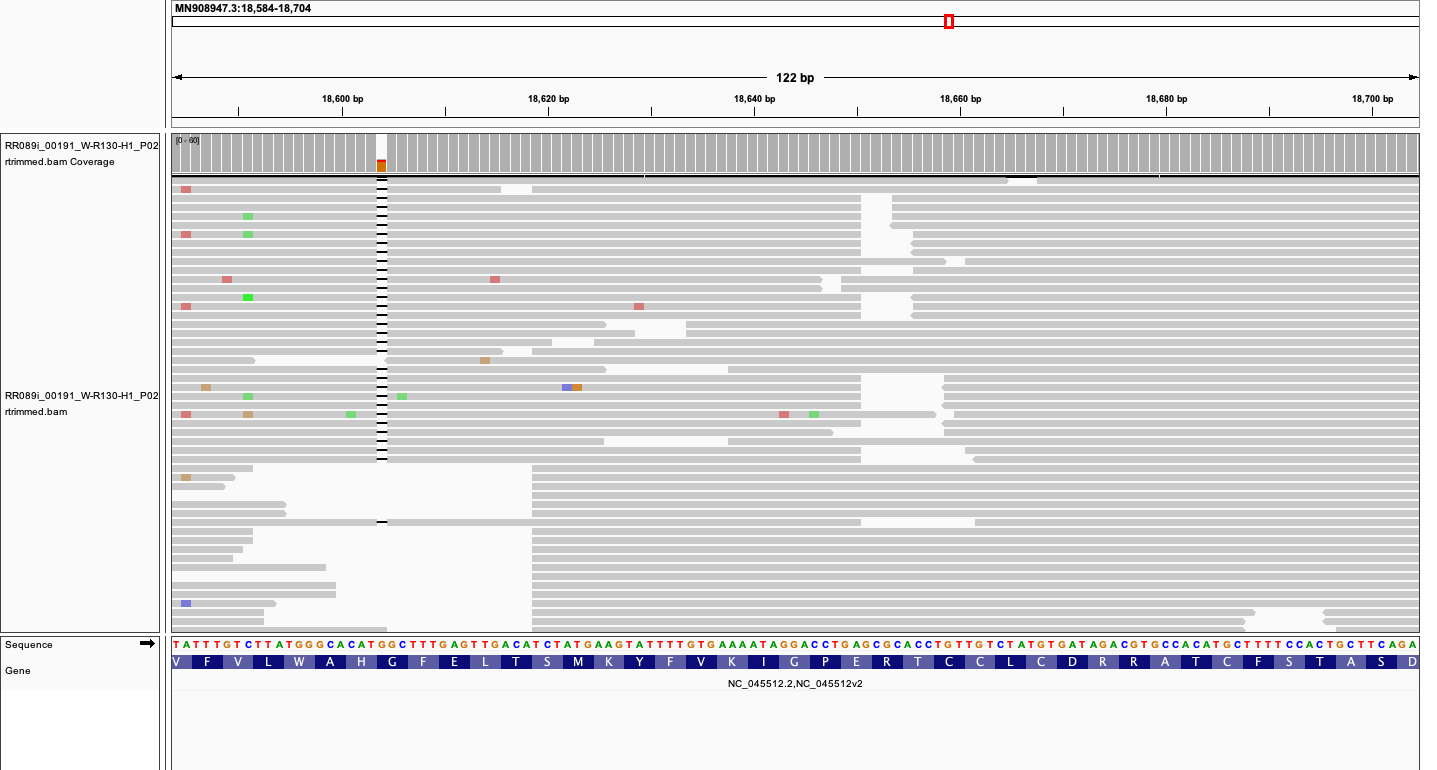 MN908947.3:18,584-18,704
122 bp
18,600 bp 18,620 bp 18,640 bp 18,660 bp 18,680 bp 18,700 bp
RR089i_00191_W-R130-H1_P02
rtrimmed.bam Coverage
[0 - 60]
RR089i_00191_W-R130-H1_P02
rtrimmed.bam
Sequence
TATTTGTCTTATGGGCACATGGCTTTGAGTTGACATCTATGAAGTATTTTGTGAAAATAGGACCTGAGCGCACCTGTTGTCTATGTGATAGACGTGCCACATGCTTTTCCACTGCTTCAGA
Gene
V F V L W A H G F E L T S M K Y F V K I G P E R T C C L C D R R A T C F S T A S D
NC_045512.2,NC_045512v2